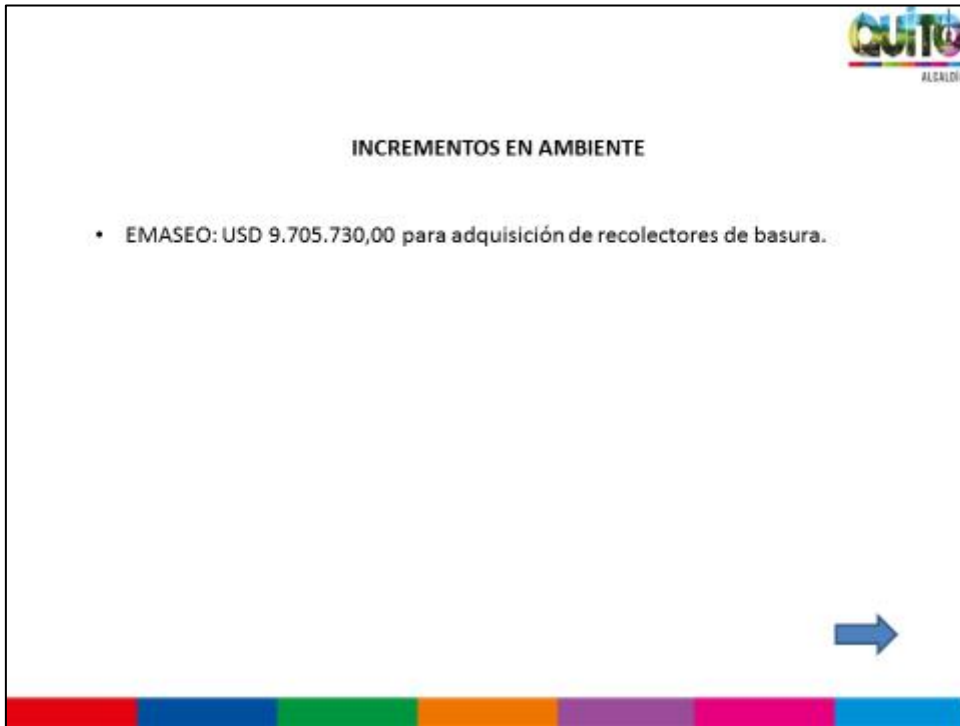 QUITO
ALCALDÍ
INCREMENTOS EN AMBIENTE
• EMASEO: USD 9.705.730,00 para adquisición de recolectores de basura.